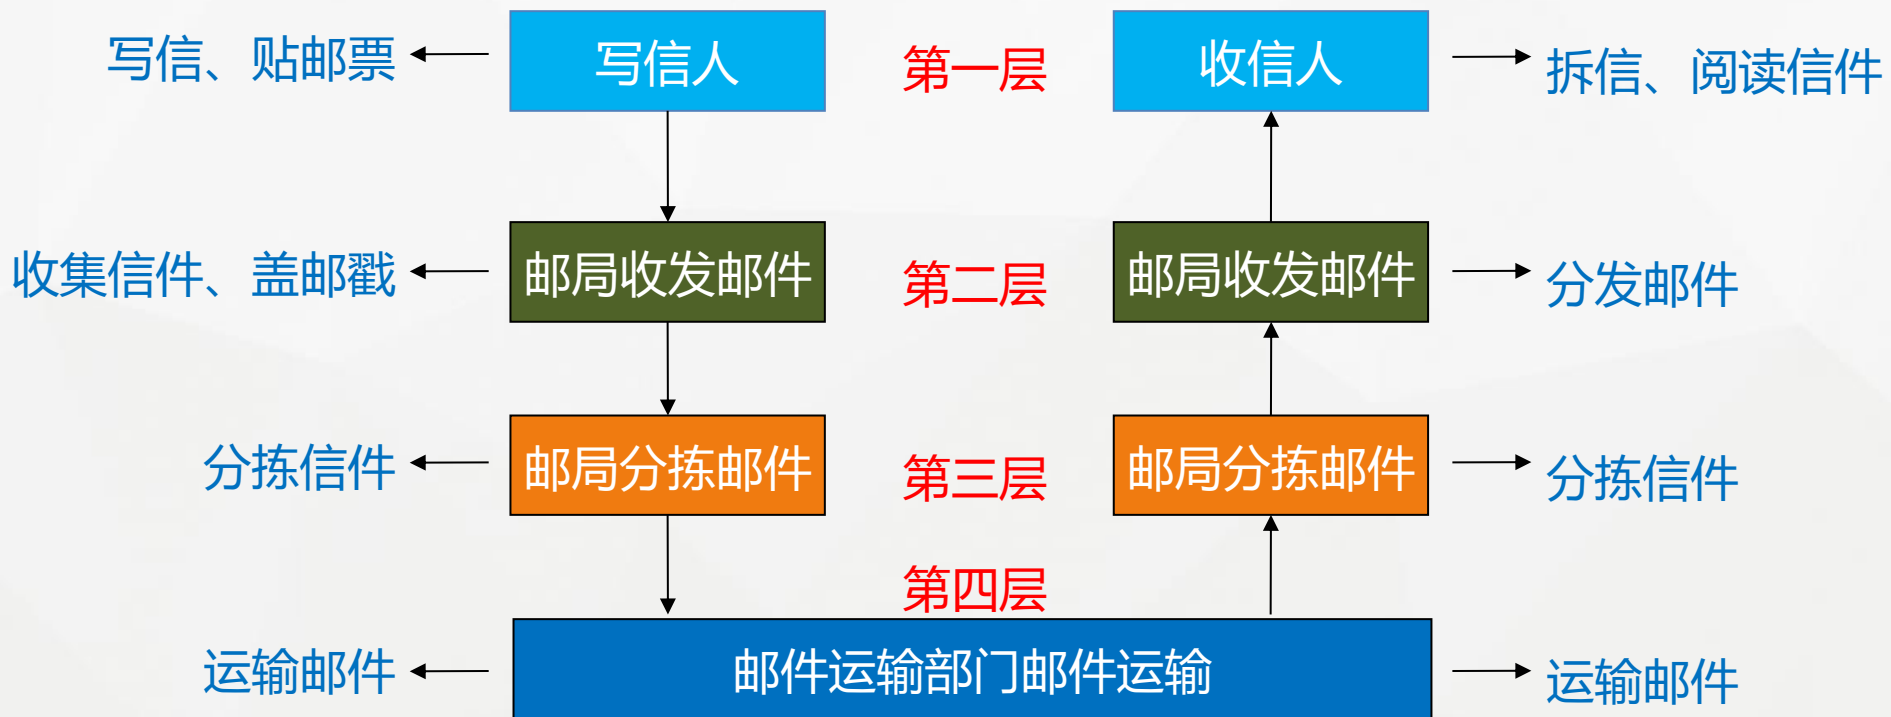 写信、贴邮票
写信人
第一层
收信人
拆信、阅读信件
收集信件、盖邮戳
邮局收发邮件
第二层
邮局收发邮件
分发邮件
分拣信件
邮局分拣邮件
第三层
邮局分拣邮件
分拣信件
第四层
运输邮件
邮件运输部门邮件运输
运输邮件